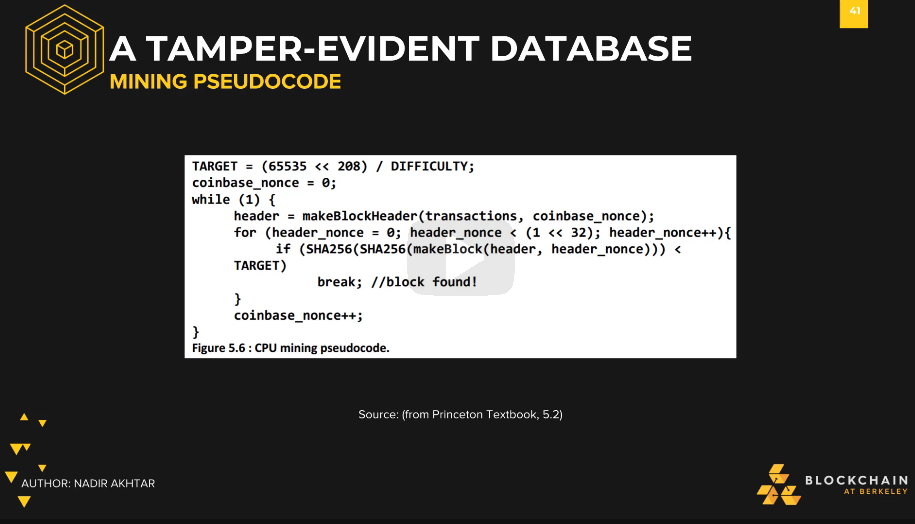 41
A TAMPER-EVIDENT DATABASE
MINING PSEUDOCODE
TARGET = (65535 << 208) / DIFFICULTY;
coinbase_nonce = 0;
while (1) {
header = makeBlockHeader(transactions, coinbase_nonce);
for (header_nonce = 0; header_nonce < (1 << 32); header_nonce++){
if (SHA256(SHA256(makeBlock(header, header_nonce))) <
TARGET)
break; //block found!
}
coinbase_nonce++;
}
Figure 5.6 : CPU mining pseudocode.
Source: (from Princeton Textbook, 5.2)
AUTHOR: NADIR AKHTAR
BLOCKCHAIN
AT BERKELEY